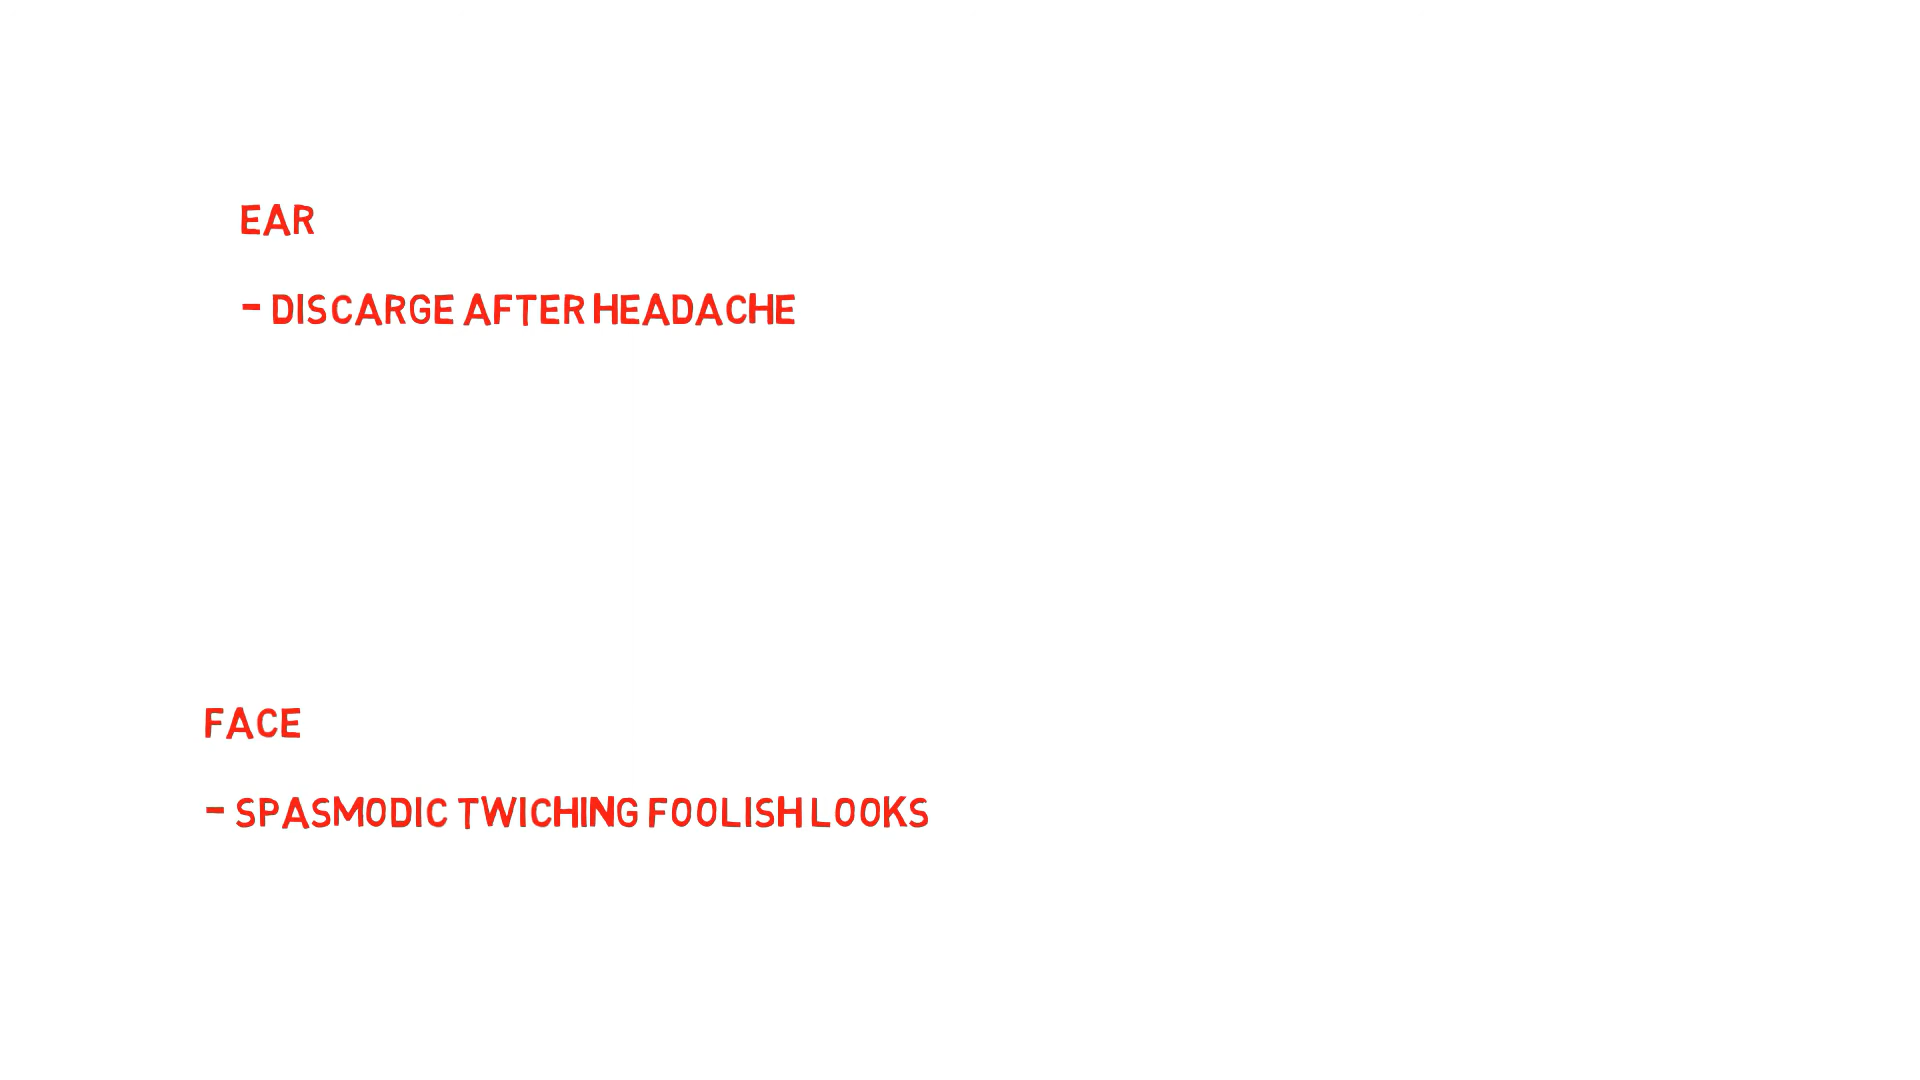 EAR
- DISCARGE AFTER HEADACHE
FACE
- SPASMODIC TWICHING FOOLISH LOOKS